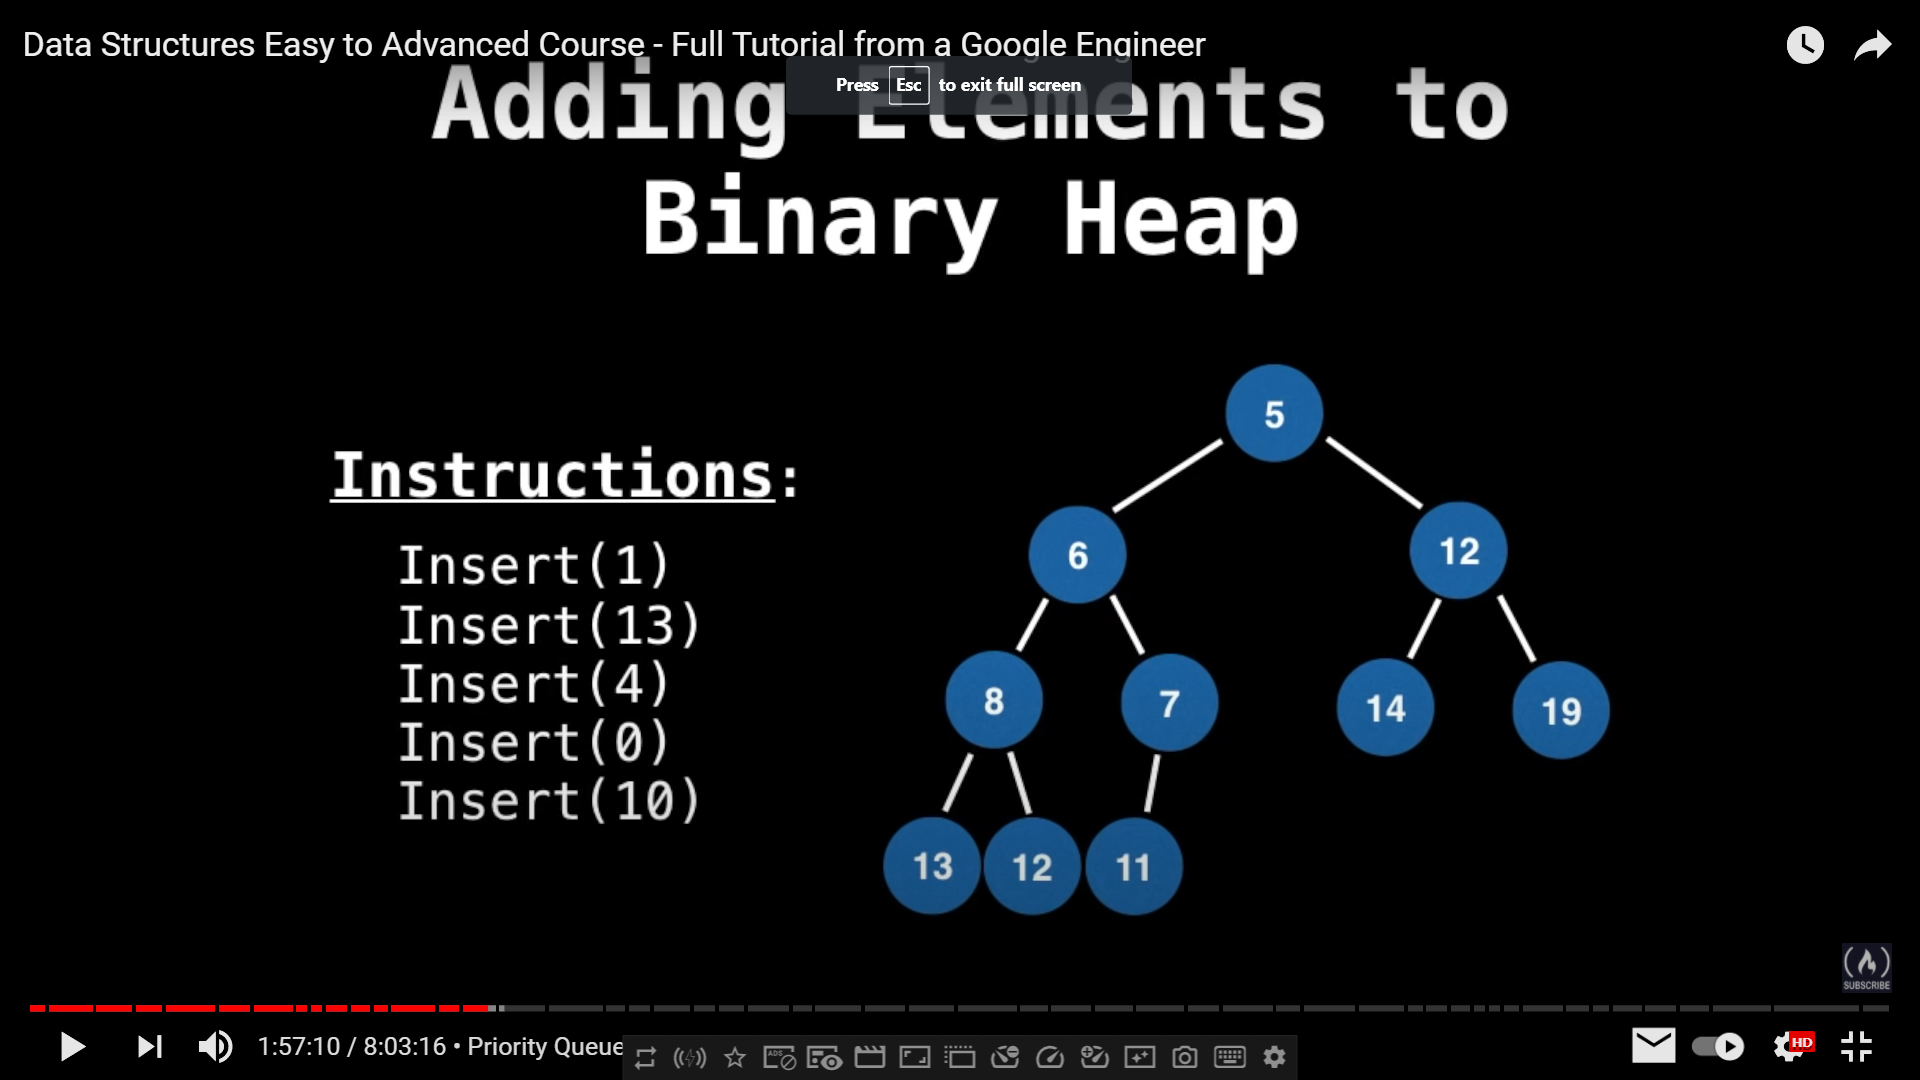 Data Structures Easy to Advanced Course - Full Tutorial from a Google Engineer
Press Esc to exit full screen
Adding Elements to
Binary Heap
Instructions:
Insert(1)
Insert(13)
Insert(4)
Insert(0)
Insert(10)
5
6
12
8
7
14
19
13
12
11
SUBSCRIBE
1:57:10 / 8:03:16 • Priority Queue
ADS
HD